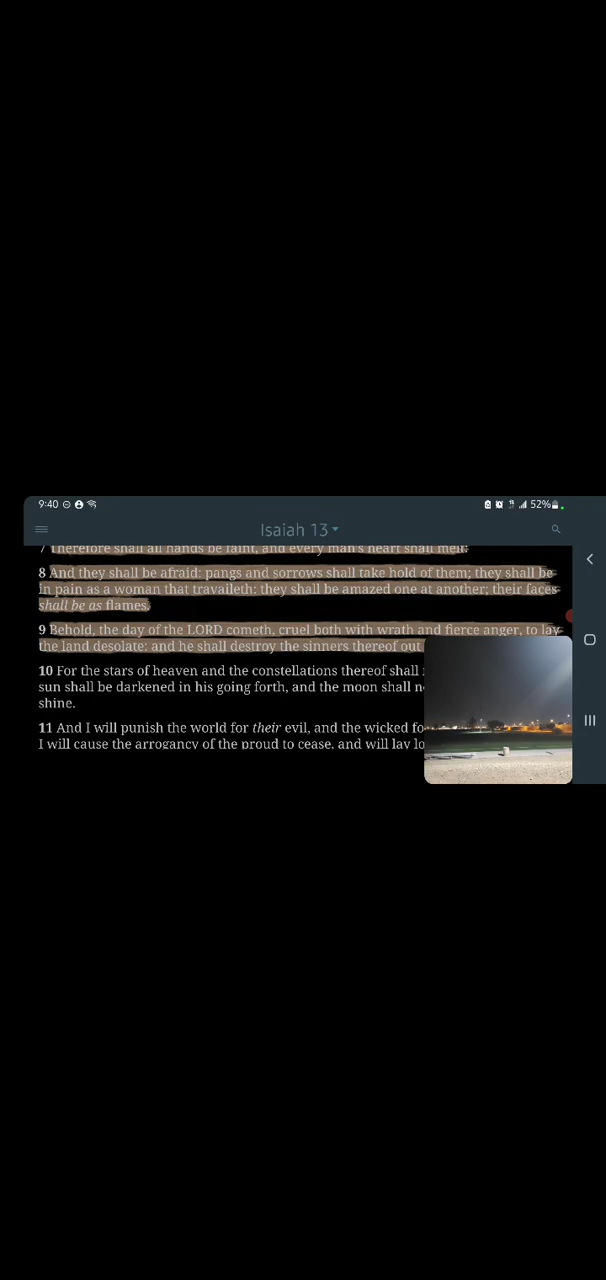 9:40 52%
Isaiah 13
7 Therefore shall all hands be faint, and every man's heart shall melt:
8 And they shall be afraid: pangs and sorrows shall take hold of them; they shall be
in pain as a woman that travaileth: they shall be amazed one at another; their faces
shall be as flames.
9 Behold, the day of the LORD cometh, cruel both with wrath and fierce anger, to lay
the land desolate: and he shall destroy the sinners thereof out
10 For the stars of heaven and the constellations thereof shall
sun shall be darkened in his going forth, and the moon shall
shine.
11 And I will punish the world for their evil, and the wicked
I will cause the arrogancy of the proud to cease, and will lay